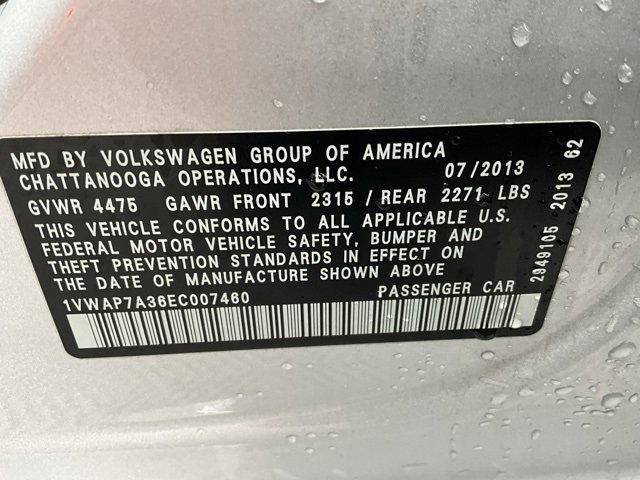 MFD BY VOLKSWAGEN GROUP OF AMERICA
CHATTANOOGA OPERATIONS, LLC. 07/2013
GVWR 4475 GAWR FRONT 2315 / REAR 2271 LBS
THIS VEHICLE CONFORMS TO ALL APPLICABLE U.S.
FEDERAL MOTOR VEHICLE SAFETY, BUMPER AND
THEFT PREVENTION STANDARDS IN EFFECT ON
THE DATE OF MANUFACTURE SHOWN ABOVE.
1VWAP7A36EC007460 PASSENGER CAR
2949105 2013 62